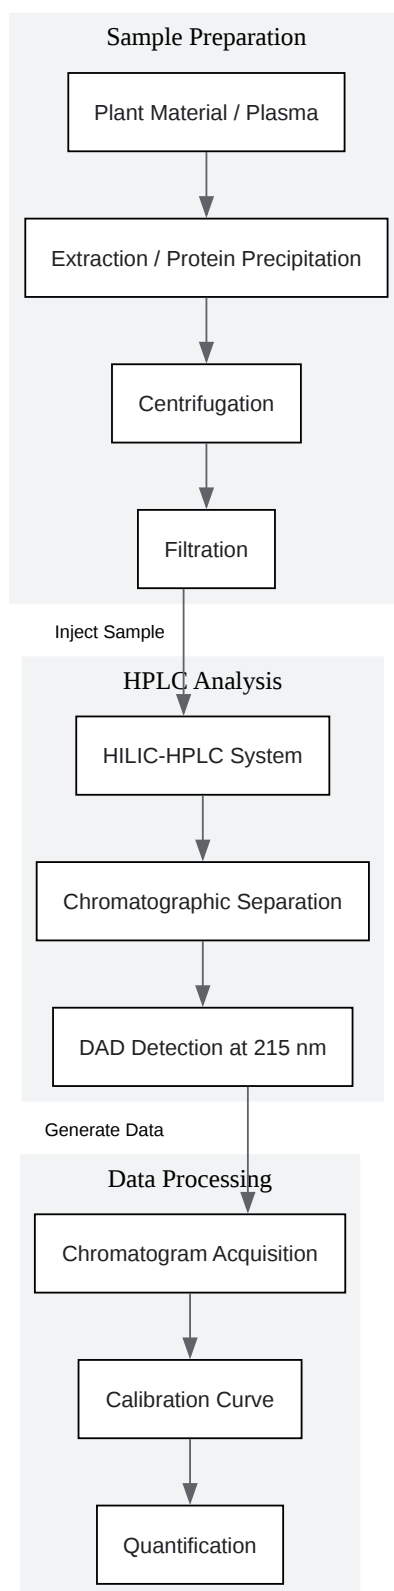 Sample Preparation
Plant Material / Plasma
Extraction / Protein Precipitation
Centrifugation
Filtration
Inject Sample
HPLC Analysis
HILIC-HPLC System
Chromatographic Separation
DAD Detection at 215 nm
Generate Data
Data Processing
Chromatogram Acquisition
Calibration Curve
Quantification